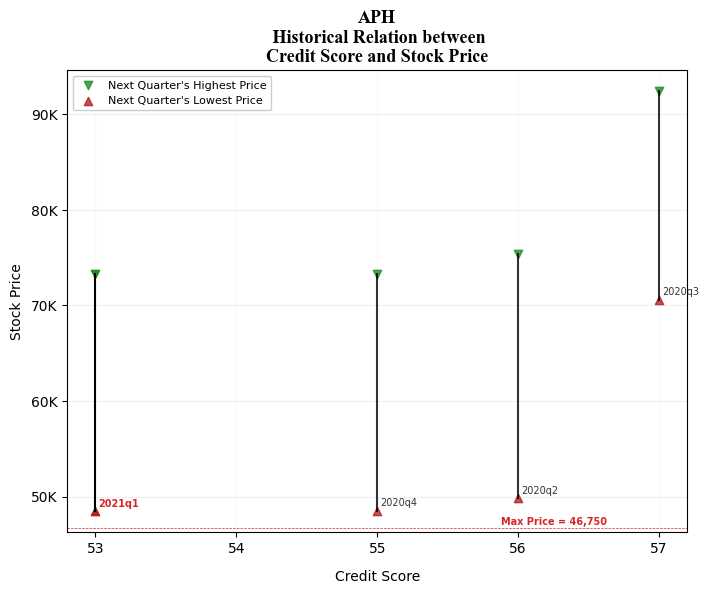 APH
Historical Relation between
Credit Score and Stock Price
Next Quarter's Highest Price
Next Quarter's Lowest Price
Stock Price
90K
80K
70K
60K
50K
2020q3
2021q1
2020q4
2020q2
Max Price = 46,750
53
54
55
56
57
Credit Score